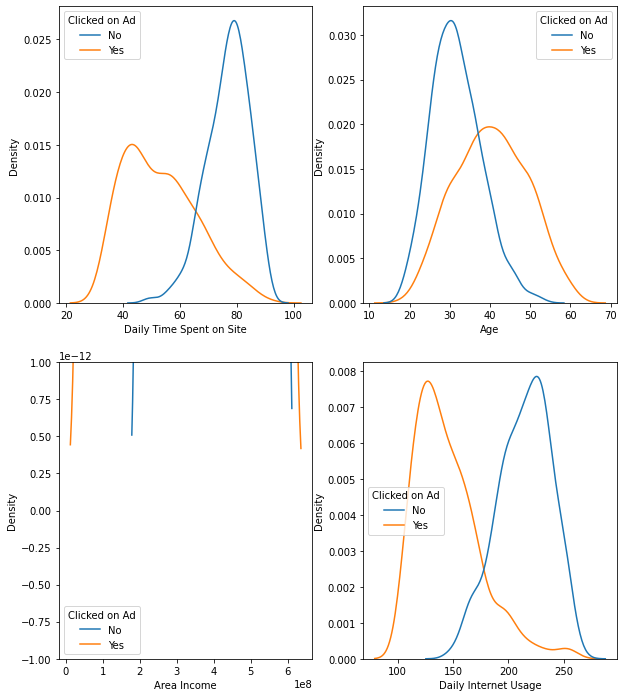 Clicked on Ad
No
Yes
0.025
0.020
0.015
0.010
0.005
0.000
Density
20
40
60
80
100
Daily Time Spent on Site
Clicked on Ad
No
Yes
0.030
0.025
0.020
0.015
0.010
0.005
0.000
Density
10
20
30
40
50
60
70
Age
1e−12
1.00
0.75
0.50
0.25
0.00
−0.25
−0.50
−0.75
−1.00
Density
Clicked on Ad
No
Yes
0
1
2
3
4
5
6
1e8
Area Income
0.008
0.007
0.006
0.005
0.004
0.003
0.002
0.001
0.000
Density
Clicked on Ad
No
Yes
100
150
200
250
Daily Internet Usage